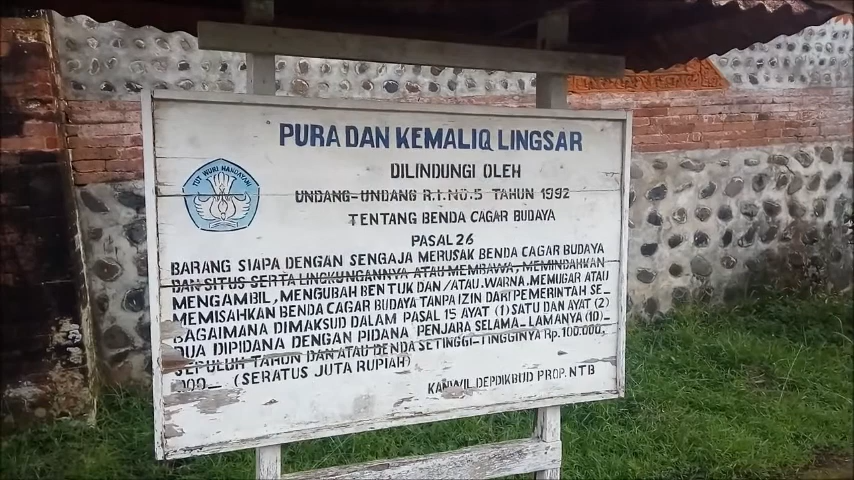 PURA DAN KEMALIQ LINGSAR
DILINDUNGI OLEH
UNDANG-UNDANG R.I.NO.5 TAHUN 1992
TENTANG BENDA CAGAR BUDAYA
TUT WURI HANDAYANI
PASAL 26
BARANG SIAPA DENGAN SENGAJA MERUSAK BENDA CAGAR BUDAYA
DAN SITUS SERTA LINGKUNGANNYA ATAU MEMBAWA, MEMINDAHKAN
MENGAMBIL, MENGUBAH BENTUK DAN/ATAU.WARNA.MEMUGAR ATAU
MEMISAHKAN BENDA CAGAR BUDAYA TANPA IZIN DARI PEMERINTAH SE-
BAGAIMANA DIMAKSUD DALAM PASAL 15 AYAT (1) SATU DAN AYAT (2)
DUA DIPIDANA DENGAN PIDANA PENJARA SELAMA-LAMANYA (10)-
SEPULUH TAHUN DAN ATAU DENDA SETINGGI-TINGGINYA Rp.100.000,
000.- (SERATUS JUTA RUPIAH)
KANWIL DEPDIKBUD PROP. NTB